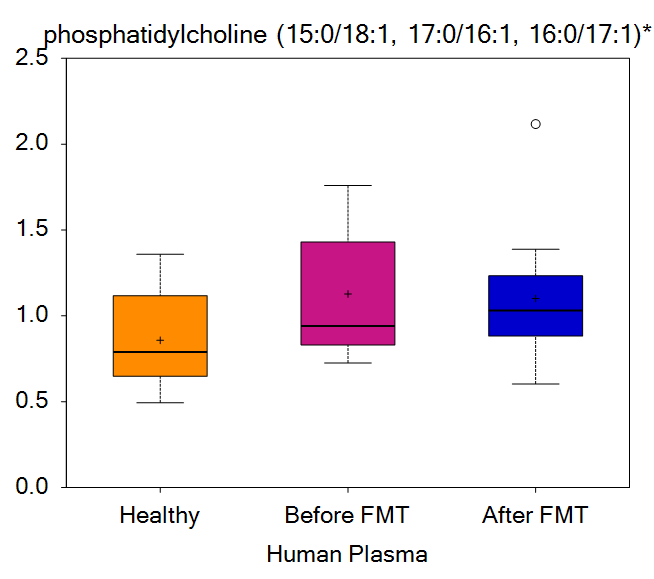 phosphatidylcholine (15:0/18:1, 17:0/16:1, 16:0/17:1)*
2.5
2.0
1.5
1.0
0.5
0.0
Healthy Before FMT After FMT
Human Plasma